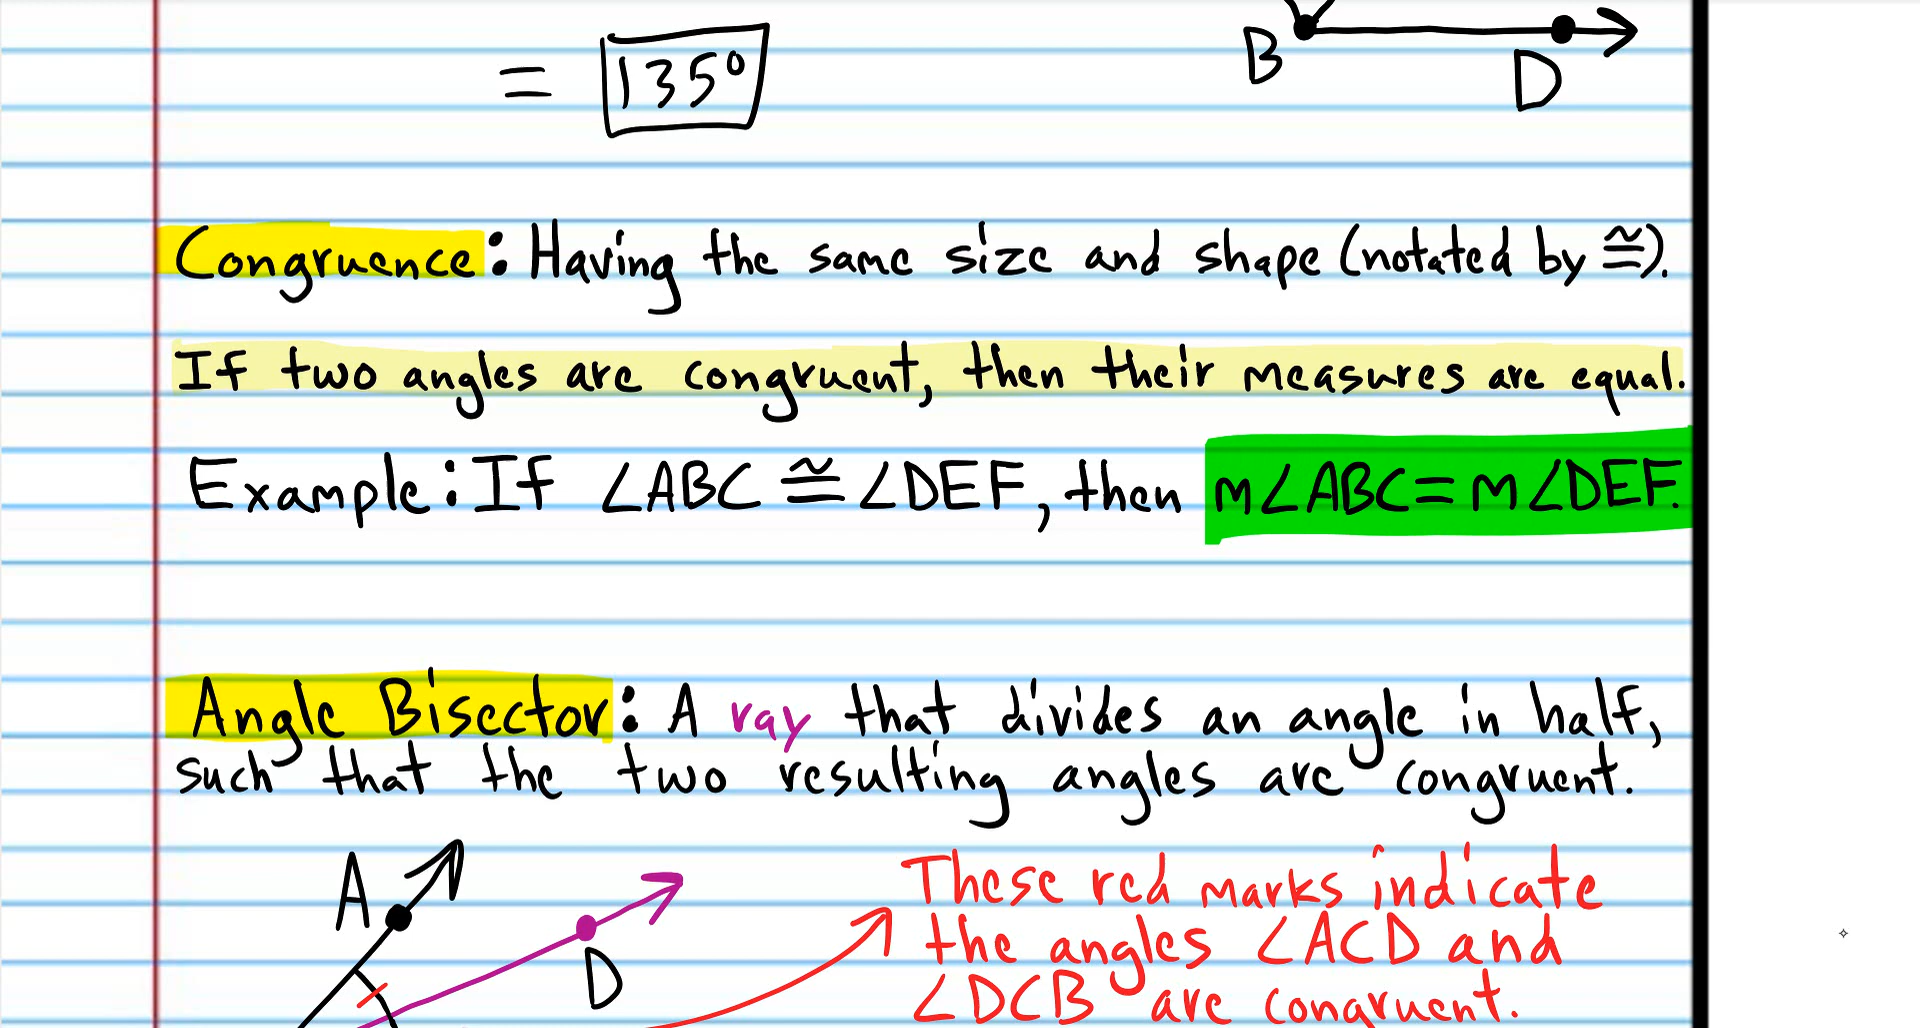 B
= 135°
D
Congruence: Having the same size and shape (notated by ≅).
If two angles are congruent, then their measures are equal.
Example: If ∠ABC ≅ ∠DEF, then m∠ABC = m∠DEF.
Angle Bisector: A ray that divides an angle in half,
such that the two resulting angles are congruent.
A
D
These red marks indicate
the angles ∠ACD and
∠DCB are congruent.